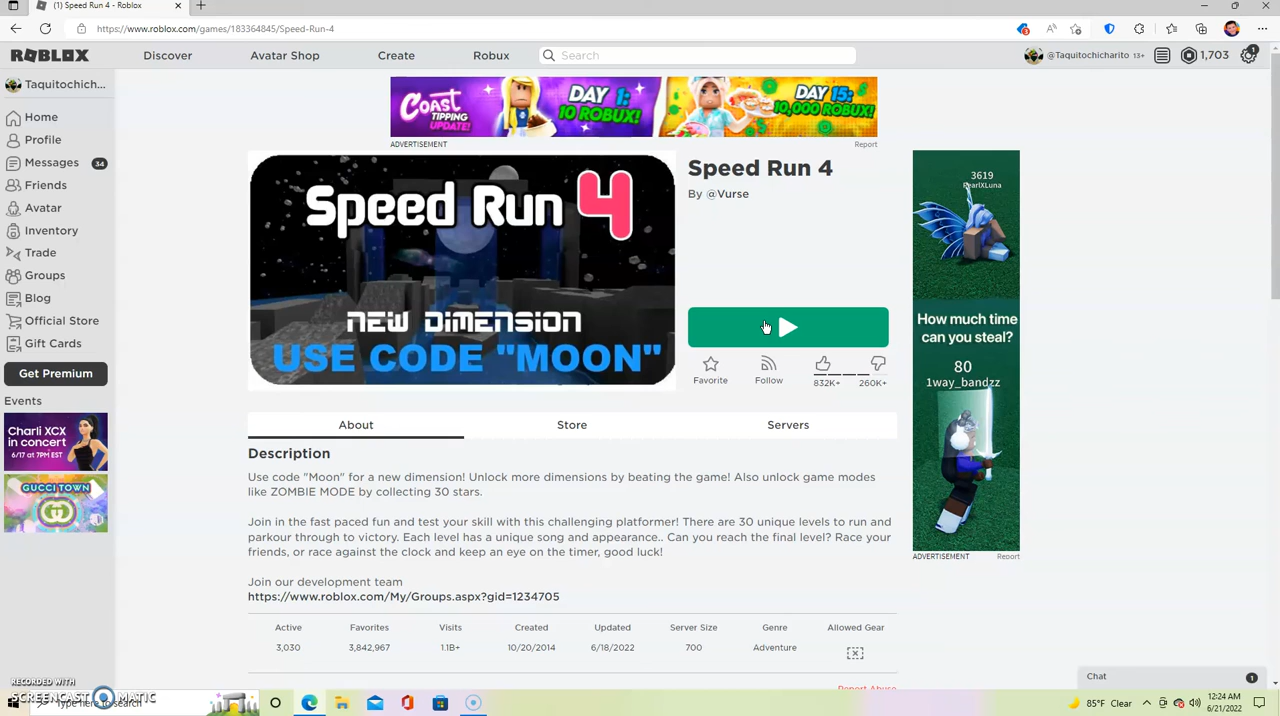 (1) Speed Run 4 - Roblox
https://www.roblox.com/games/183364845/Speed-Run-4
ROBLOX
Discover
Avatar Shop
Create
Robux
Search
@Taquitochicharito 13+
1,703
1
Taquitochich...
Home
Profile
Messages 34
Friends
Avatar
Inventory
Trade
Groups
Blog
Official Store
Gift Cards
Get Premium
Events
Charli XCX
in concert
6/17 at 7PM EST
GUCCI TOWN
COAST
TIPPING
UPDATE!
DAY 1:
10 ROBUX!
DAY 15:
10,000 ROBUX!
ADVERTISEMENT
Report
Speed Run 4
NEW DIMENSION
USE CODE "MOON"
Speed Run 4
By @Vurse
Favorite
Follow
832K+
260K+
3619
PearlXLuna
How much time
can you steal?
80
1way_bandzz
ADVERTISEMENT
Report
About
Store
Servers
Description
Use code "Moon" for a new dimension! Unlock more dimensions by beating the game! Also unlock game modes
like ZOMBIE MODE by collecting 30 stars.
Join in the fast paced fun and test your skill with this challenging platformer! There are 30 unique levels to run and
parkour through to victory. Each level has a unique song and appearance.. Can you reach the final level? Race your
friends, or race against the clock and keep an eye on the timer, good luck!
Join our development team
https://www.roblox.com/My/Groups.aspx?gid=1234705
Active
Favorites
Visits
Created
Updated
Server Size
Genre
Allowed Gear
3,030
3,842,967
1.1B+
10/20/2014
6/18/2022
700
Adventure
Report Abuse
Chat
1
RECORDED WITH
SCREENCAST MATIC
Type here to search
85°F Clear
12:24 AM
6/21/2022